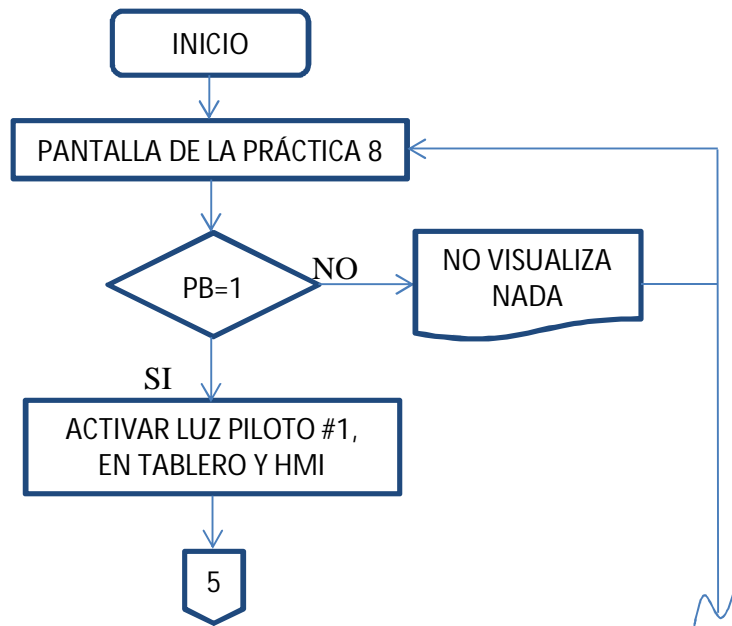 INICIO
PANTALLA DE LA PRÁCTICA 8
PB=1
NO
NO VISUALIZA
NADA
SI
ACTIVAR LUZ PILOTO #1,
EN TABLERO Y HMI
5